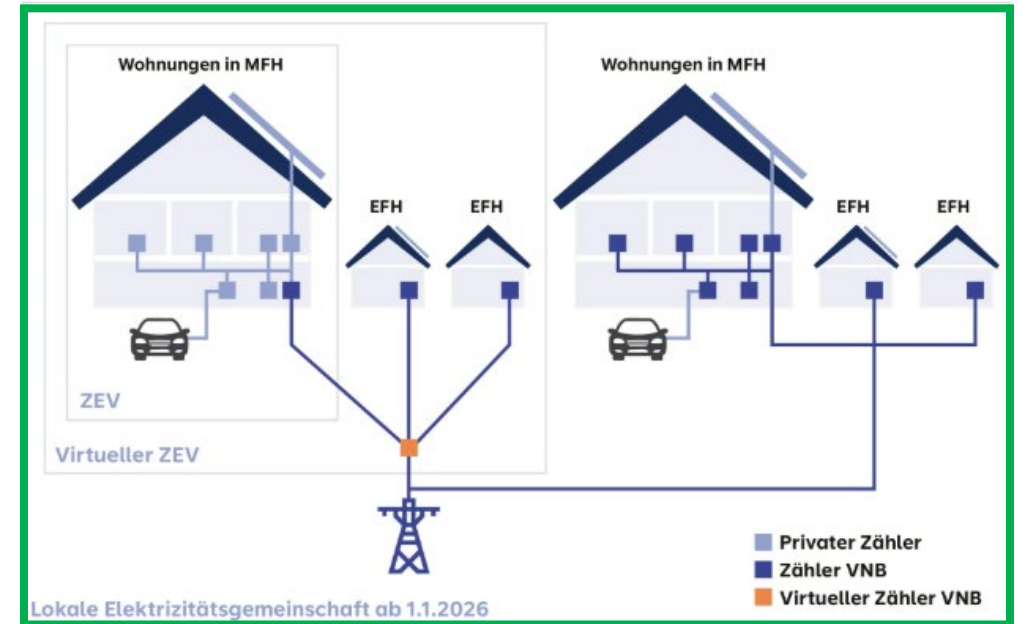 Wohnungen in MFH
Wohnungen in MFH
EFH
EFH
EFH
EFH
ZEV
Virtueller ZEV
Privater Zähler
Zähler VNB
Virtueller Zähler VNB
Lokale Elektrizitätsgemeinschaft ab 1.1.2026